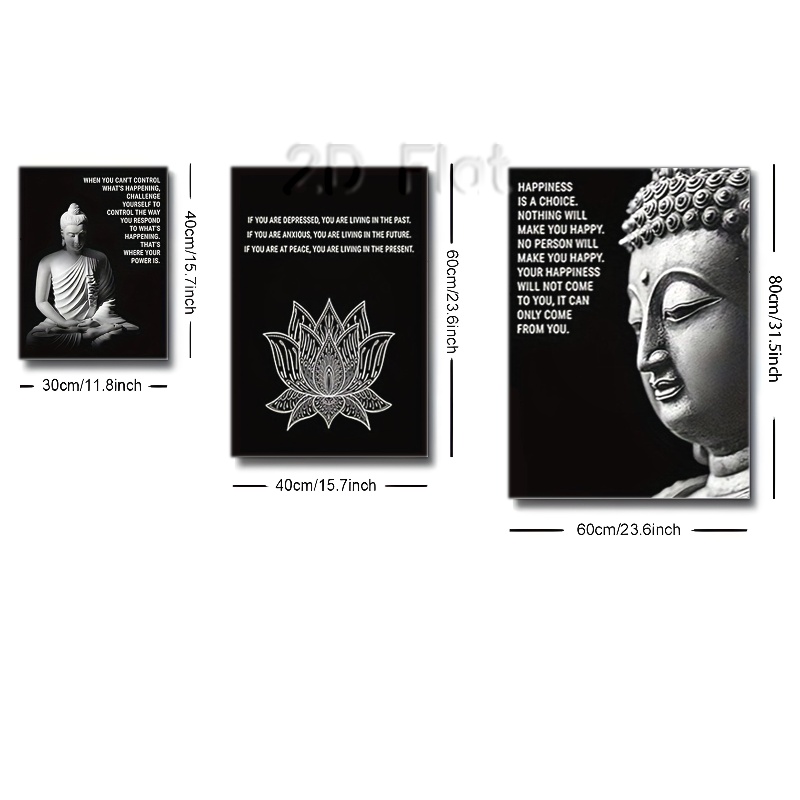 2D Flat
WHEN YOU CAN'T CONTROL
WHAT'S HAPPENING,
CHALLENGE
YOURSELF TO
CONTROL THE WAY
YOU RESPOND
TO WHAT'S
HAPPENING.
THAT'S
WHERE YOUR
POWER IS.
40cm/15.7inch
30cm/11.8inch
IF YOU ARE DEPRESSED, YOU ARE LIVING IN THE PAST.
IF YOU ARE ANXIOUS, YOU ARE LIVING IN THE FUTURE.
IF YOU ARE AT PEACE, YOU ARE LIVING IN THE PRESENT.
60cm/23.6inch
40cm/15.7inch
HAPPINESS
IS A CHOICE.
NOTHING WILL
MAKE YOU HAPPY.
NO PERSON WILL
MAKE YOU HAPPY.
YOUR HAPPINESS
WILL NOT COME
TO YOU, IT CAN
ONLY COME
FROM YOU.
80cm/31.5inch
60cm/23.6inch